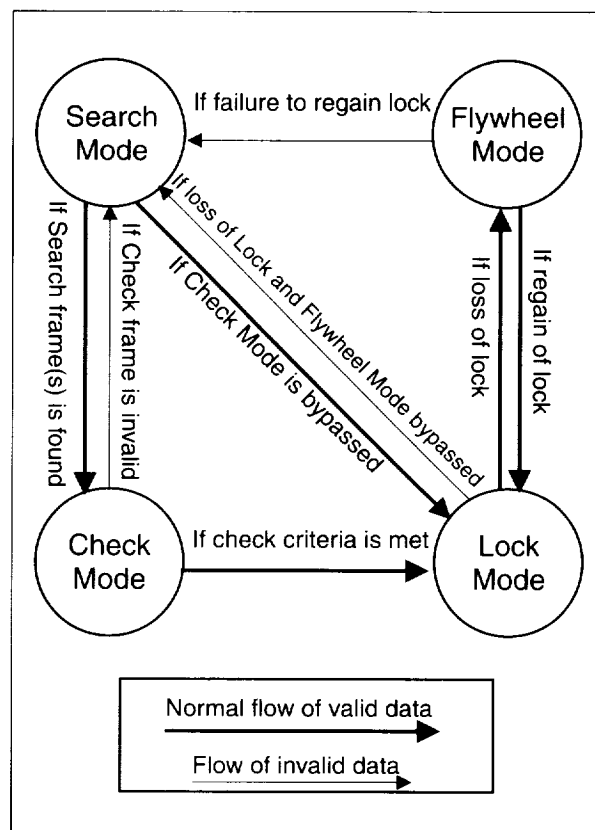 Search
Mode
If failure to regain lock
Flywheel
Mode
If Search frame(s) is found
If Check frame is invalid
If loss of Lock and Flywheel Mode bypassed
If Check Mode is bypassed
If loss
of lock
If regain
of lock
Check
Mode
If check criteria is met
Lock
Mode
Normal flow of valid data
Flow of invalid data